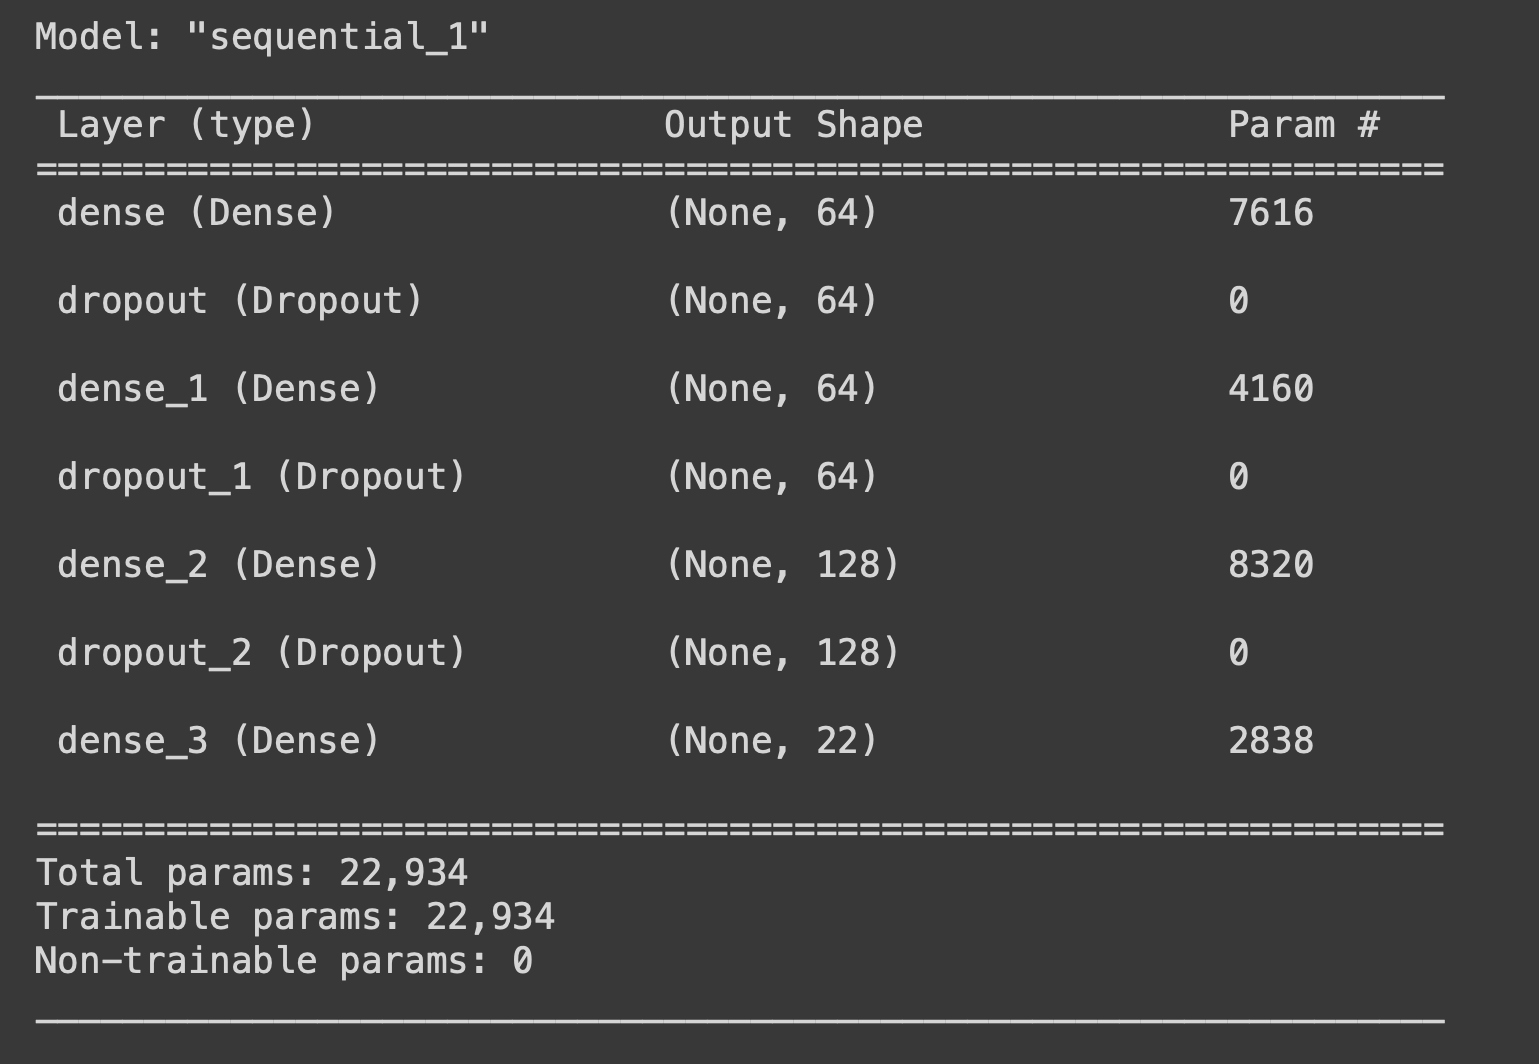 Model: "sequential_1"
Layer (type) Output Shape Param #
=================================================================
dense (Dense) (None, 64) 7616
dropout (Dropout) (None, 64) 0
dense_1 (Dense) (None, 64) 4160
dropout_1 (Dropout) (None, 64) 0
dense_2 (Dense) (None, 128) 8320
dropout_2 (Dropout) (None, 128) 0
dense_3 (Dense) (None, 22) 2838
=================================================================
Total params: 22,934
Trainable params: 22,934
Non-trainable params: 0